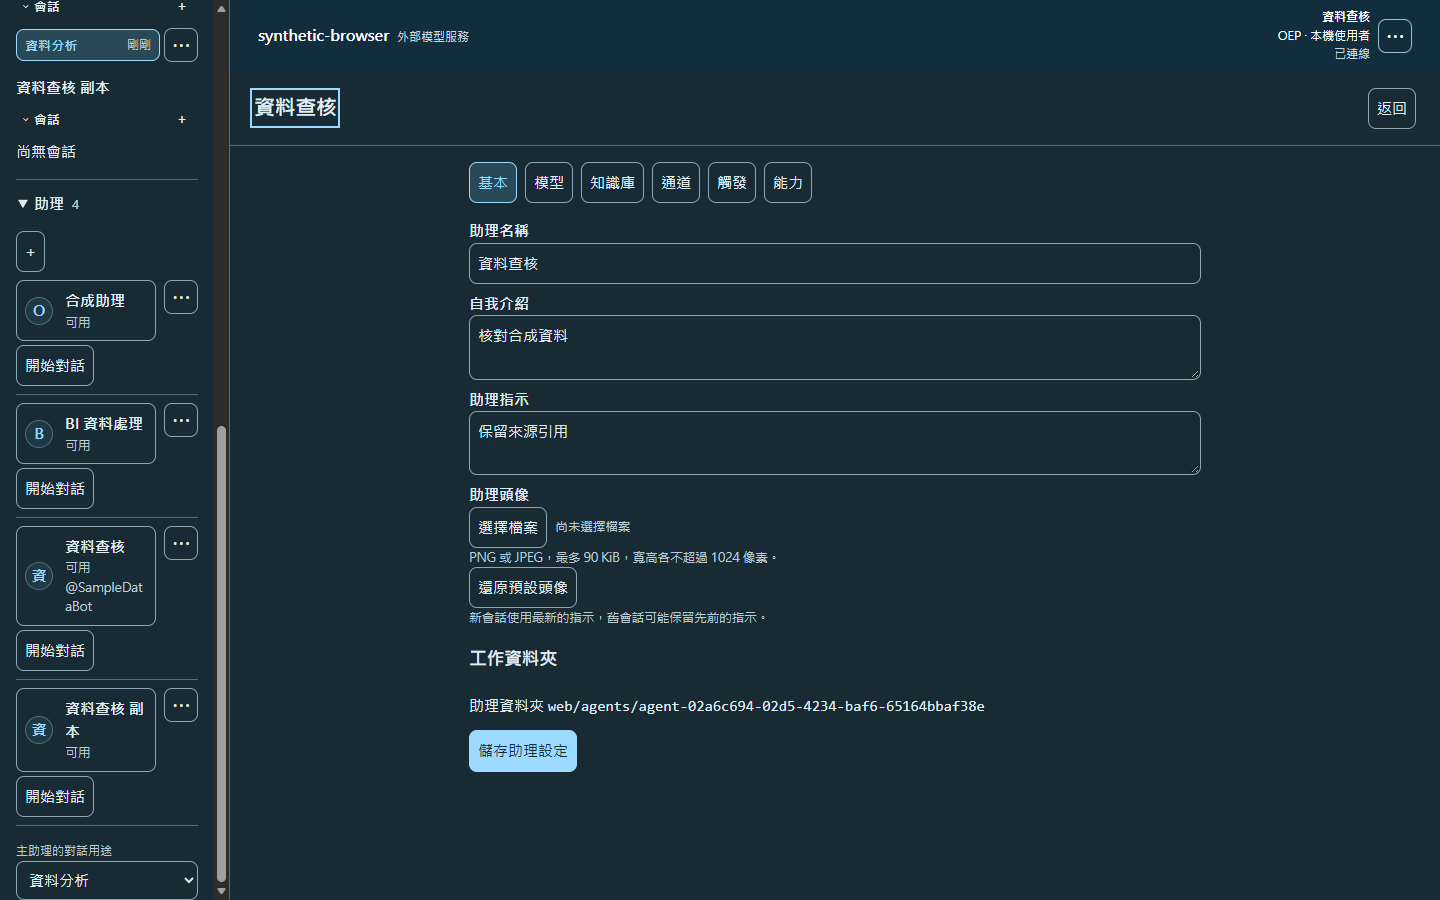 會話
+
資料分析 剛剛
資料查核 副本
會話
+
尚無會話
助理 4
+
O
合成助理
可用
開始對話
B
BI 資料處理
可用
開始對話
資
資料查核
可用
@SampleDat
aBot
開始對話
資
資料查核 副
本
可用
開始對話
主助理的對話用途
資料分析
synthetic-browser 外部模型服務
資料查核
OEP · 本機使用者
已連線
資料查核
返回
基本 模型 知識庫 通道 觸發 能力
助理名稱
資料查核
自我介紹
核對合成資料
助理指示
保留來源引用
助理頭像
選擇檔案 尚未選擇檔案
PNG 或 JPEG，最多 90 KiB，寬高各不超過 1024 像素。
還原預設頭像
新會話使用最新的指示，舊會話可能保留先前的指示。
工作資料夾
助理資料夾 web/agents/agent-02a6c694-02d5-4234-baf6-65164bbaf38e
儲存助理設定